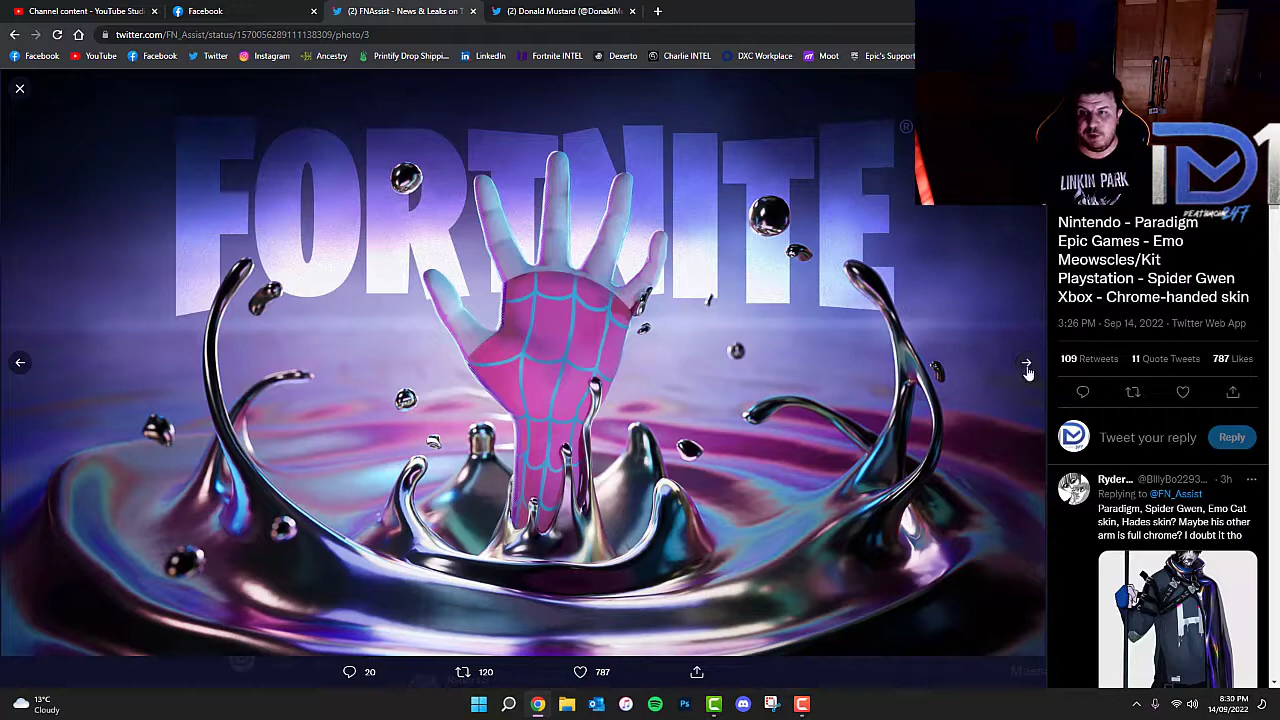 Channel content - YouTube Studi
Facebook
(2) FNAssist - News & Leaks on T
(2) Donald Mustard (@DonaldM
twitter.com/FN_Assist/status/1570056289111138309/photo/3
Facebook
YouTube
Facebook
Twitter
Instagram
Ancestry
Printify Drop Shippi...
LinkedIn
Fortnite INTEL
Dexerto
Charlie INTEL
DXC Workplace
Moot
Epic's Support
FORTNITE
®
LINKIN PARK
247
Nintendo - Paradigm
Epic Games - Emo
Meowscles/Kit
Playstation - Spider Gwen
Xbox - Chrome-handed skin
3:26 PM · Sep 14, 2022 · Twitter Web App
109 Retweets 11 Quote Tweets 787 Likes
Tweet your reply
Reply
Ryder... @BillyBo2293... · 3h
Replying to @FN_Assist
Paradigm, Spider Gwen, Emo Cat
skin, Hades skin? Maybe his other
arm is full chrome? I doubt it tho
20
120
787
13°C
Cloudy
8:30 PM
14/09/2022